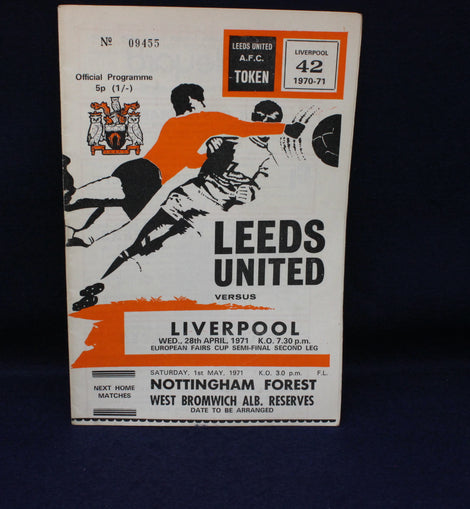 Nº 09455
Official Programme
5p (1/-)
LEEDS UNITED
A.F.C.
TOKEN
LIVERPOOL
42
1970-71
LEEDS
UNITED
VERSUS
LIVERPOOL
WED., 28th APRIL, 1971 K.O. 7.30 p.m.
EUROPEAN FAIRS CUP SEMI-FINAL SECOND LEG
NEXT HOME
MATCHES
SATURDAY, 1st MAY, 1971 K.O. 3.0 p.m. F.L.
NOTTINGHAM FOREST
WEST BROMWICH ALB. RESERVES
DATE TO BE ARRANGED